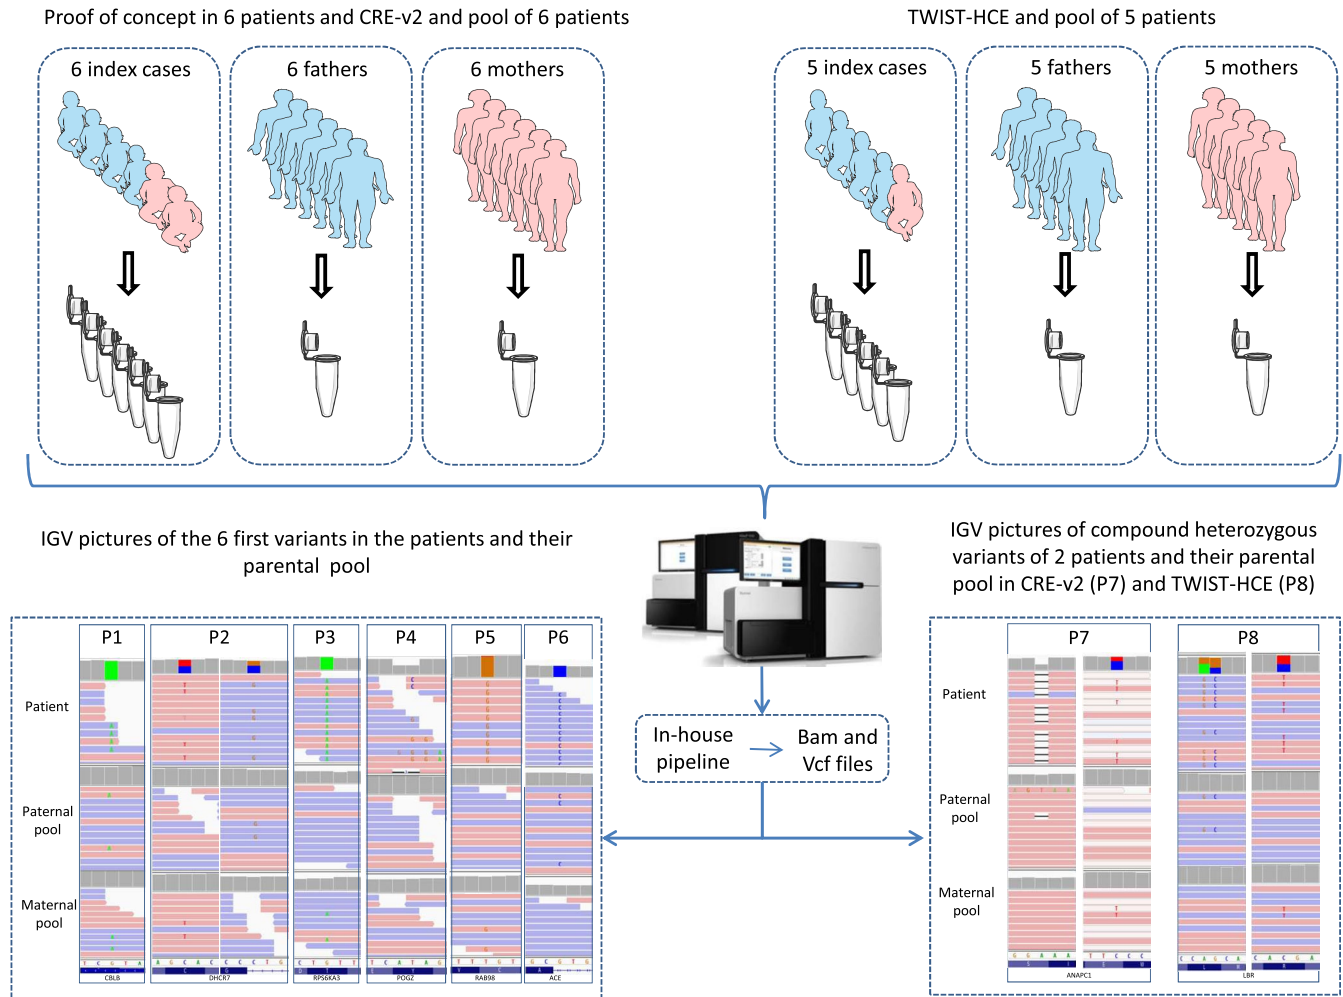 Proof of concept in 6 patients and CRE-v2 and pool of 6 patients
TWIST-HCE and pool of 5 patients
6 index cases
6 fathers
6 mothers
5 index cases
5 fathers
5 mothers
IGV pictures of the 6 first variants in the patients and their
parental pool
IGV pictures of compound heterozygous
variants of 2 patients and their parental
pool in CRE-v2 (P7) and TWIST-HCE (P8)
In-house
pipeline
Bam and
Vcf files
P1
P2
P3
P4
P5
P6
Patient
Paternal
pool
Maternal
pool
T C G T A
A G C A C
C C T G
C T G T T
T C A T A G
T T G T
G T G
CBLB
DHCR7
RPS6KA3
POGZ
RAB98
ACE
P7
P8
Patient
Paternal
pool
Maternal
pool
G G A A A
T T C C C
C C A G C A
C A G G A
ANAPC1
LBR